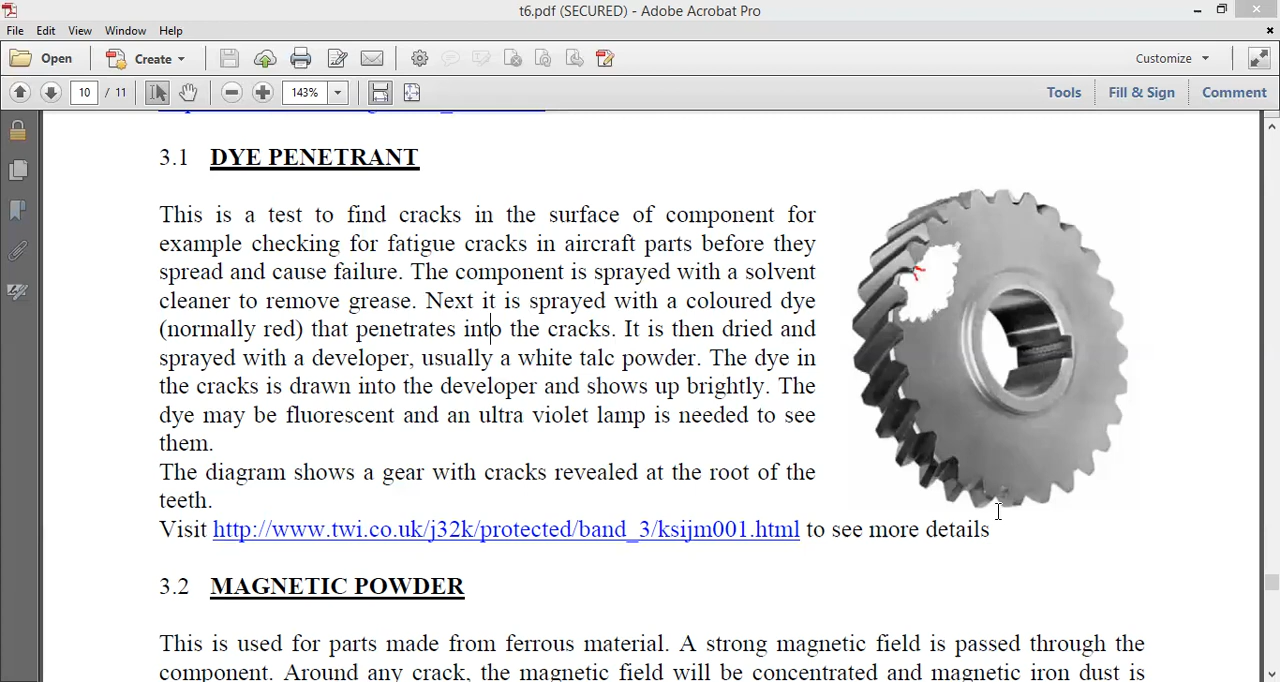 t6.pdf (SECURED) - Adobe Acrobat Pro
File Edit View Window Help
Open Create Customize
10 / 11 143% Tools Fill & Sign Comment
3.1 DYE PENETRANT
This is a test to find cracks in the surface of component for
example checking for fatigue cracks in aircraft parts before they
spread and cause failure. The component is sprayed with a solvent
cleaner to remove grease. Next it is sprayed with a coloured dye
(normally red) that penetrates into the cracks. It is then dried and
sprayed with a developer, usually a white talc powder. The dye in
the cracks is drawn into the developer and shows up brightly. The
dye may be fluorescent and an ultra violet lamp is needed to see
them.
The diagram shows a gear with cracks revealed at the root of the
teeth.
Visit http://www.twi.co.uk/j32k/protected/band_3/ksijm001.html to see more details
3.2 MAGNETIC POWDER
This is used for parts made from ferrous material. A strong magnetic field is passed through the
component. Around any crack, the magnetic field will be concentrated and magnetic iron dust is